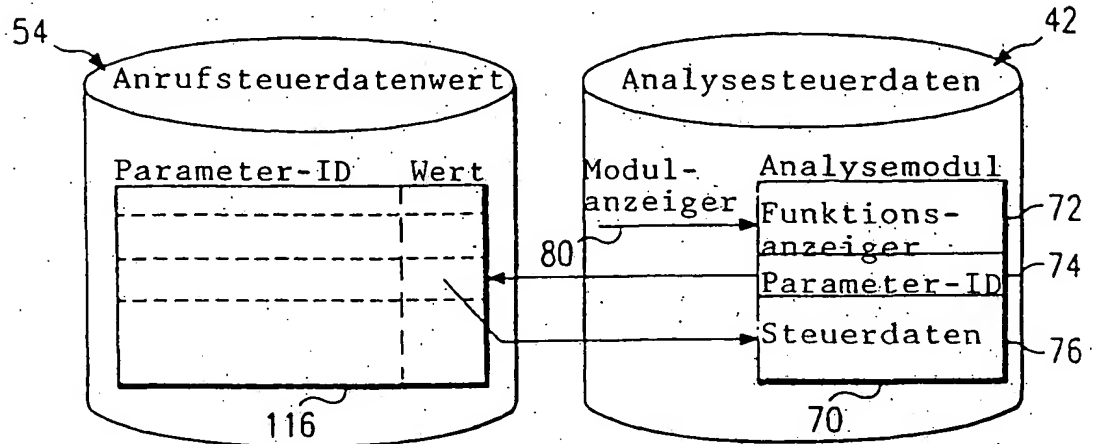 54
42
Anrufsteuerdatenwert
Analysesteuerdaten
Parameter-ID Wert
Modul-
anzeiger
80
Analysemodul
Funktions-
anzeiger
72
Parameter-ID
74
Steuerdaten
76
116
70